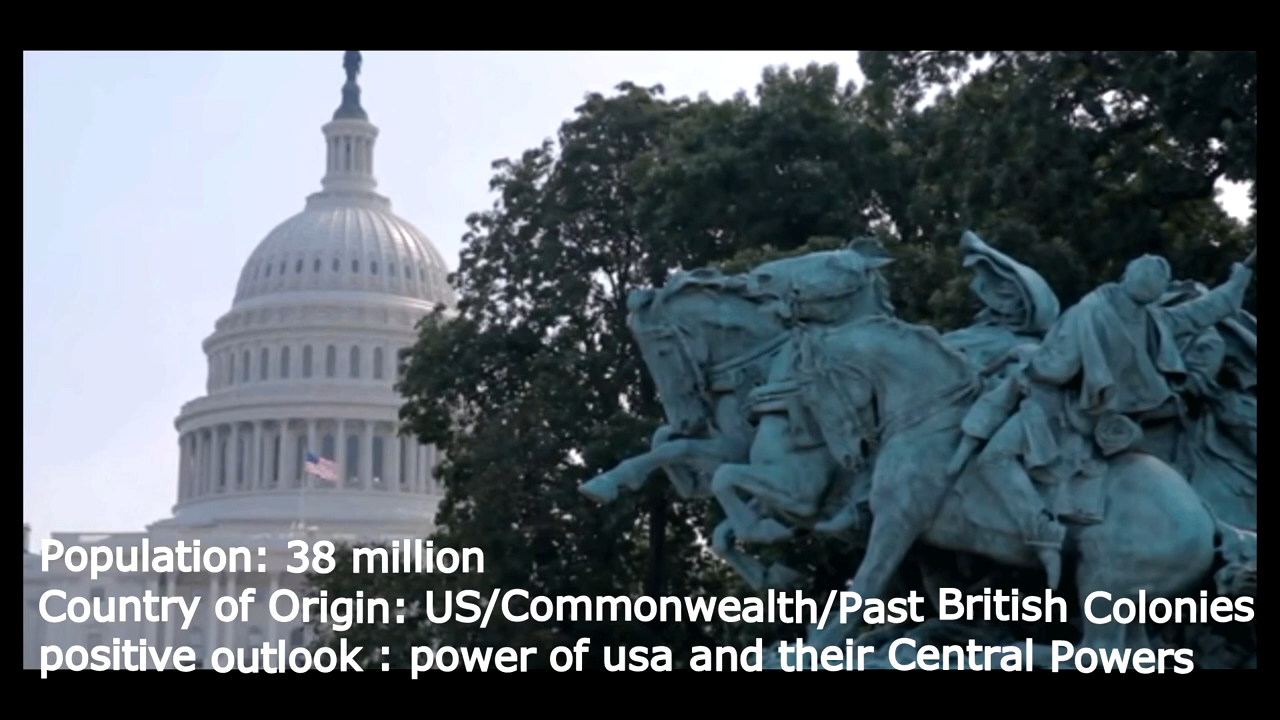 Population: 38 million
Country of Origin: US/Commonwealth/Past British Colonies
positive outlook : power of usa and their Central Powers